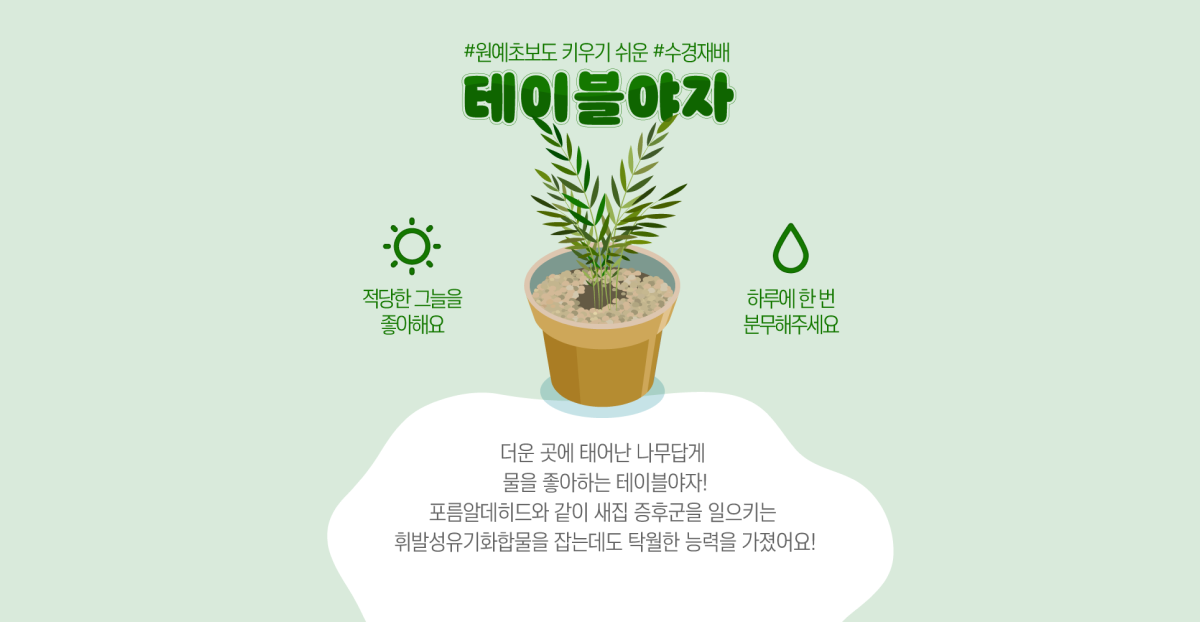 #원예초보도 키우기 쉬운 #수경재배
테이블야자
적당한 그늘을
좋아해요
하루에 한 번
분무해주세요
더운 곳에 태어난 나무답게
물을 좋아하는 테이블야자!
포름알데히드와 같이 새집 증후군을 일으키는
휘발성유기화합물을 잡는데도 탁월한 능력을 가졌어요!